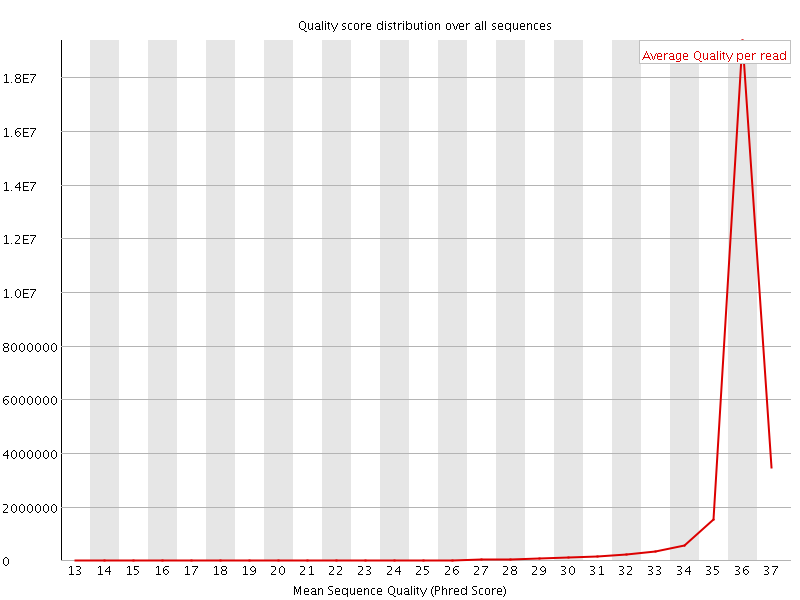 Quality score distribution over all sequences
Average Quality per read
1.8E7
1.6E7
1.4E7
1.2E7
1.0E7
8000000
6000000
4000000
2000000
0
13 14 15 16 17 18 19 20 21 22 23 24 25 26 27 28 29 30 31 32 33 34 35 36 37
Mean Sequence Quality (Phred Score)